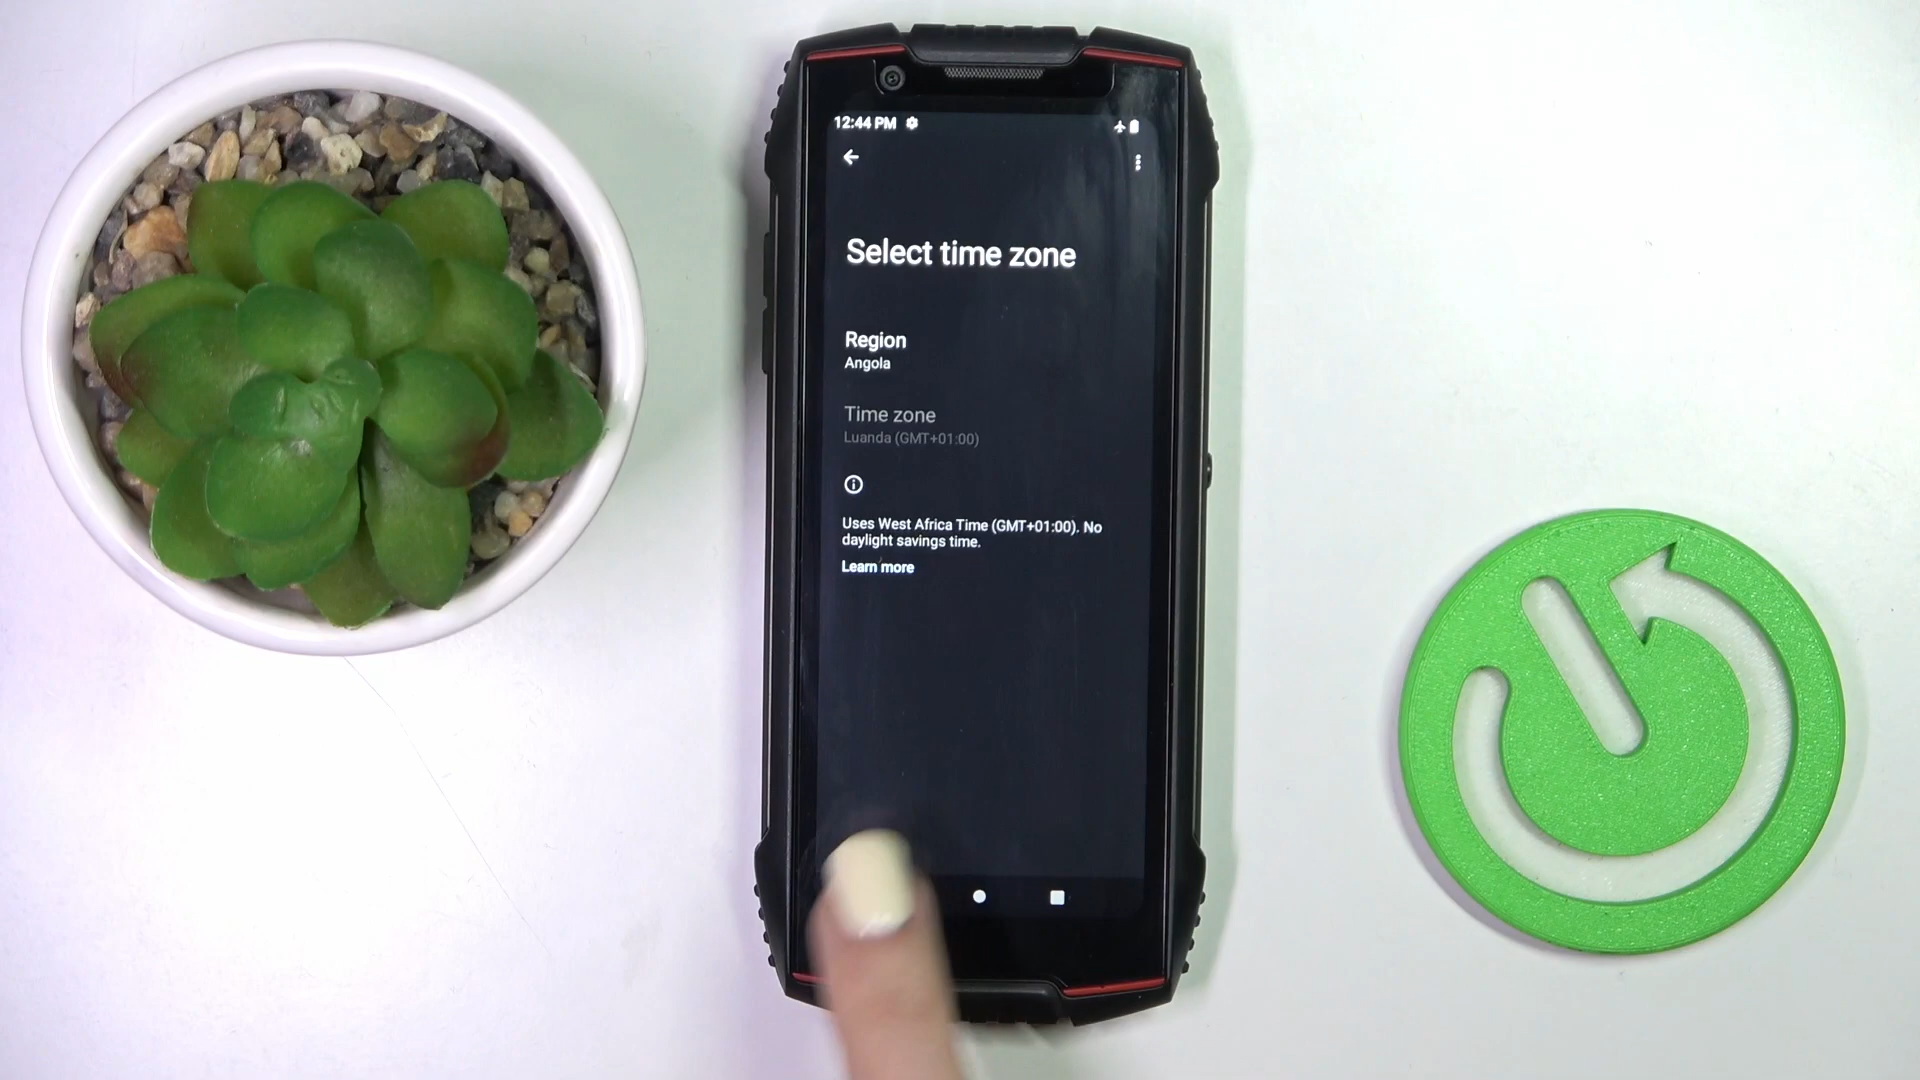 12:44 PM
Select time zone
Region
Angola
Time zone
Luanda (GMT+01:00)
Uses West Africa Time (GMT+01:00). No
daylight savings time.
Learn more